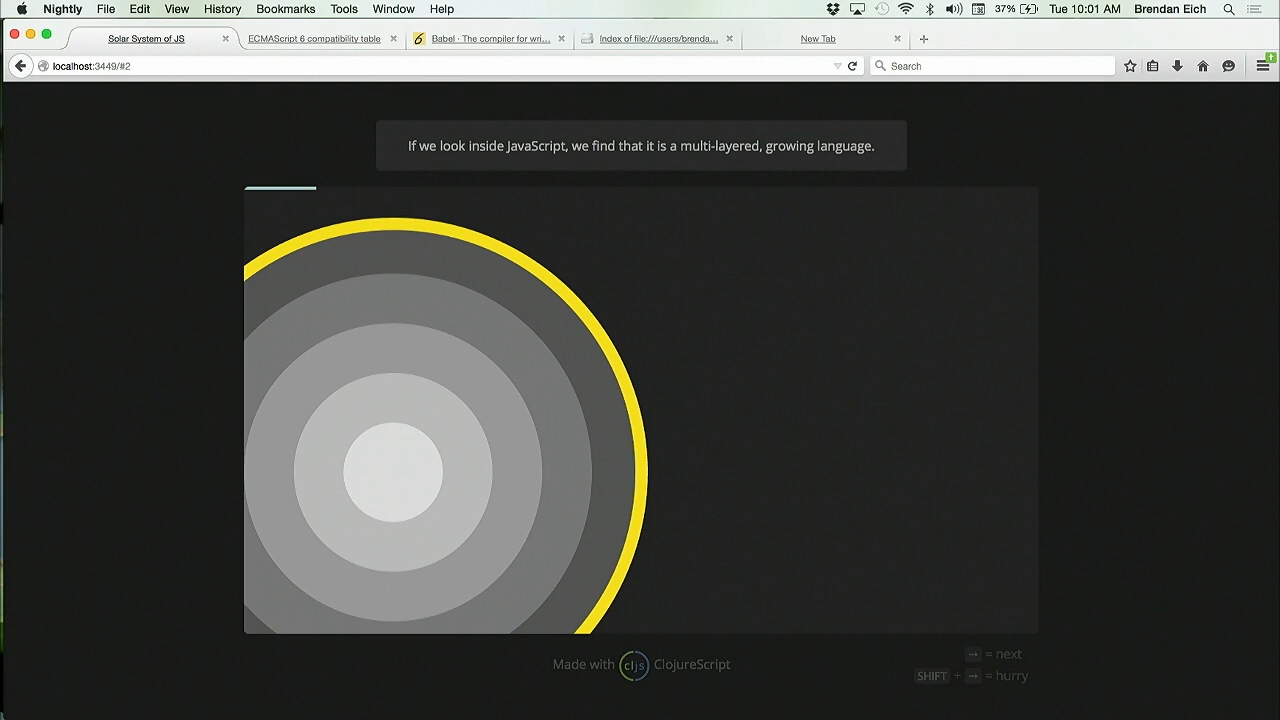 Nightly File Edit View History Bookmarks Tools Window Help 37% Tue 10:01 AM Brendan Eich
Solar System of JS ECMAScript 6 compatibility table 6 Babel · The compiler for wri... Index of file:///users/brenda... New Tab
localhost:3449/#2 Search
If we look inside JavaScript, we find that it is a multi-layered, growing language.
Made with cljs ClojureScript
→ = next
SHIFT + → = hurry